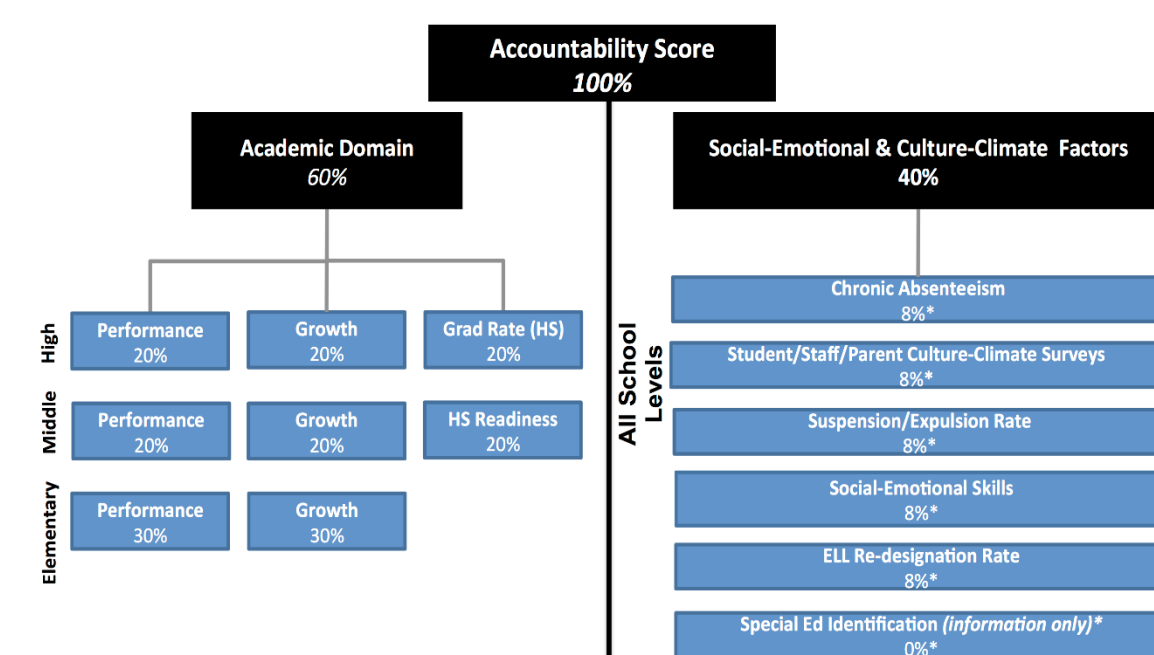 Accountability Score
100%
Academic Domain
60%
Social-Emotional & Culture-Climate Factors
40%
High
Performance
20%
Growth
20%
Grad Rate (HS)
20%
Middle
Performance
20%
Growth
20%
HS Readiness
20%
Elementary
Performance
30%
Growth
30%
All School
Levels
Chronic Absenteeism
8%*
Student/Staff/Parent Culture-Climate Surveys
8%*
Suspension/Expulsion Rate
8%*
Social-Emotional Skills
8%*
ELL Re-designation Rate
8%*
Special Ed Identification (information only)*
0%*